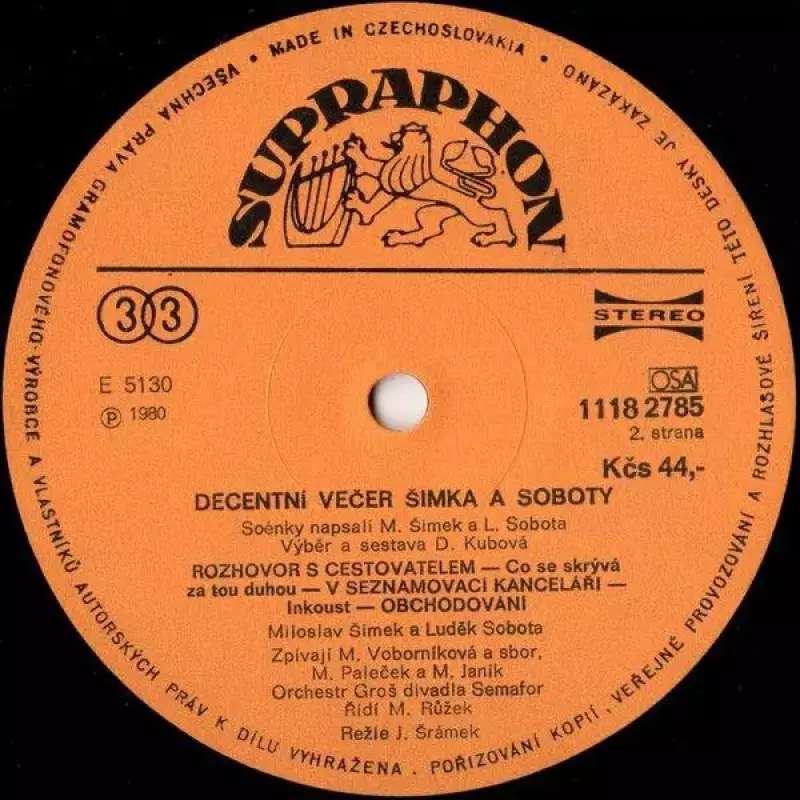 VŠECHNA PRÁVA GRAMOFONOVÉHO VÝROBCE A VLASTNÍKŮ AUTORSKÝCH PRÁV K DÍLU VYHRAŽENA . POŘIZOVÁNÍ KOPIÍ, VEŘEJNÉ PROVOZOVÁNÍ A ROZHLASOVÉ ŠÍŘENÍ TÉTO DESKY JE ZAKÁZÁNO • MADE IN CZECHOSLOVAKIA •
SUPRAPHON
33
STEREO
E 5130
OSA
Ⓟ 1980
1118 2785
2. strana
Kčs 44,-
DECENTNÍ VEČER ŠIMKA A SOBOTY
Scénky napsali M. Šimek a L. Sobota
Výběr a sestava D. Kubová
ROZHOVOR S CESTOVATELEM — Co se skrývá
za tou duhou — V SEZNAMOVACÍ KANCELÁŘI —
Inkoust — OBCHODOVÁNÍ
Miloslav Šimek a Luděk Sobota
Zpívají M. Voborníková a sbor,
M. Paleček a M. Janík
Orchestr Groš divadla Semafor
Řídí M. Růžek
Režie J. Šrámek